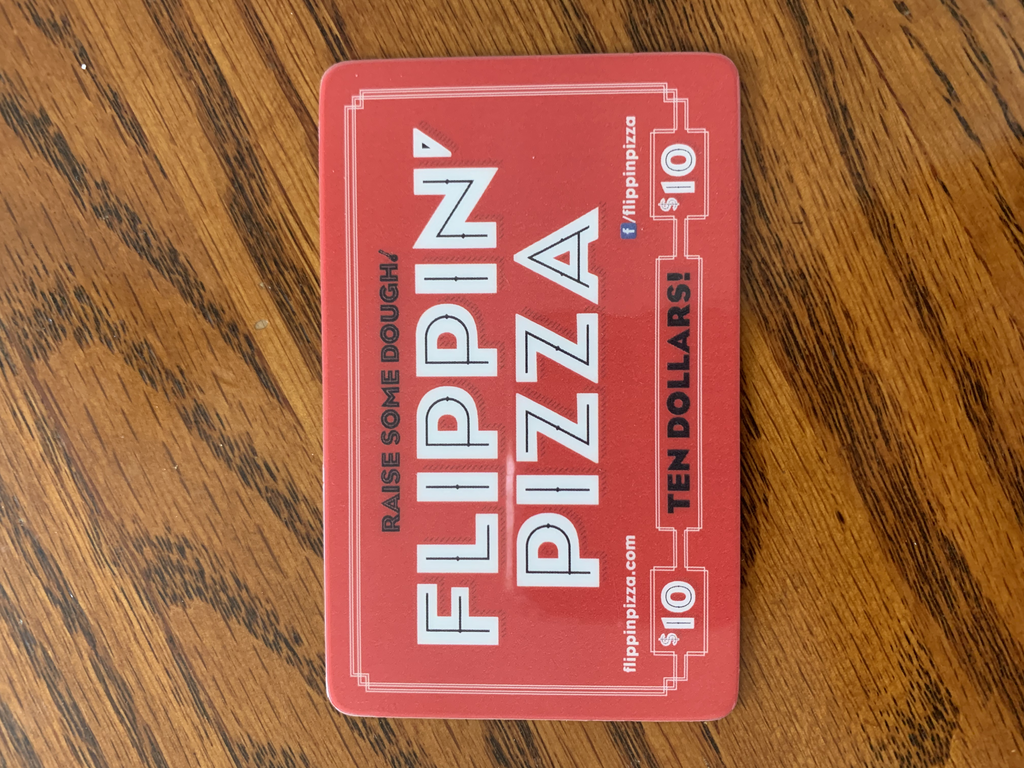 RAISE SOME DOUGH!
FLIPPIN'
PIZZA
flippinpizza.com
f/flippinpizza
$10
TEN DOLLARS!
$10